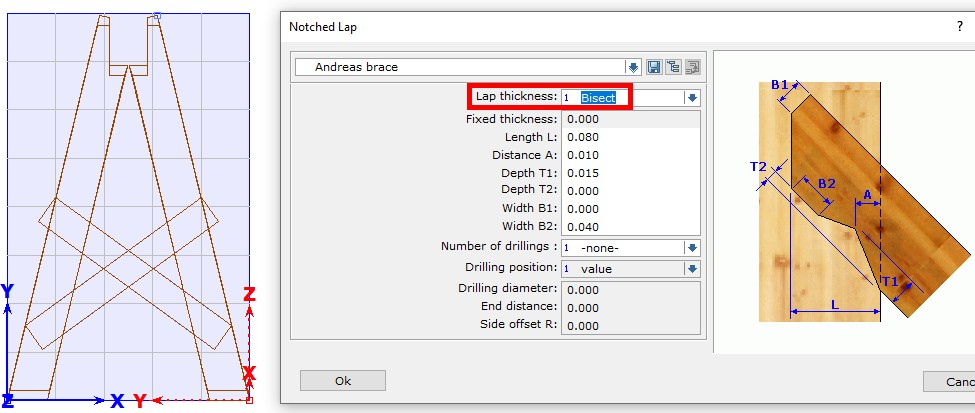 Notched Lap
?
Andreas brace
Lap thickness: 1 Bisect
Fixed thickness: 0.000
Length L: 0.080
Distance A: 0.010
Depth T1: 0.015
Depth T2: 0.000
Width B1: 0.000
Width B2: 0.040
Number of drillings : 1 -none-
Drilling position: 1 value
Drilling diameter: 0.000
End distance: 0.000
Side offset R: 0.000
Ok
Canc
B1
T2
B2
A
T1
L
Y
Z
X
Z
X
Y